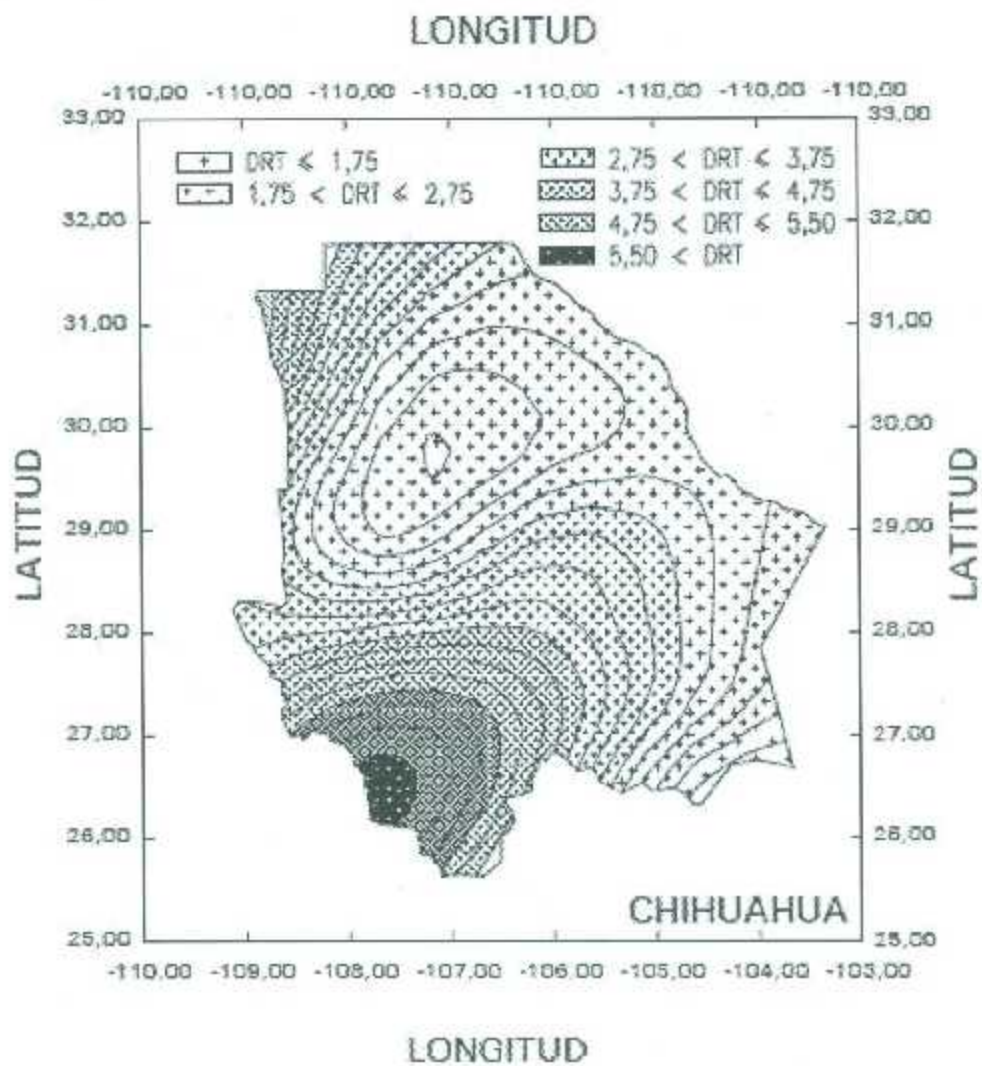 LONGITUD
-110,00 -110,00 -110,00 -110,00 -110,00 -110,00 -110,00 -110,00
33,00 33,00
DRT ≤ 1,75
1,75 < DRT ≤ 2,75
2,75 < DRT ≤ 3,75
3,75 < DRT ≤ 4,75
4,75 < DRT ≤ 5,50
5,50 < DRT
32,00 32,00
31,00 31,00
30,00 30,00
LATITUD LATITUD
29,00 29,00
28,00 28,00
27,00 27,00
26,00 26,00
CHIHUAHUA
25,00 25,00
-110,00 -109,00 -108,00 -107,00 -106,00 -105,00 -104,00 -103,00
LONGITUD